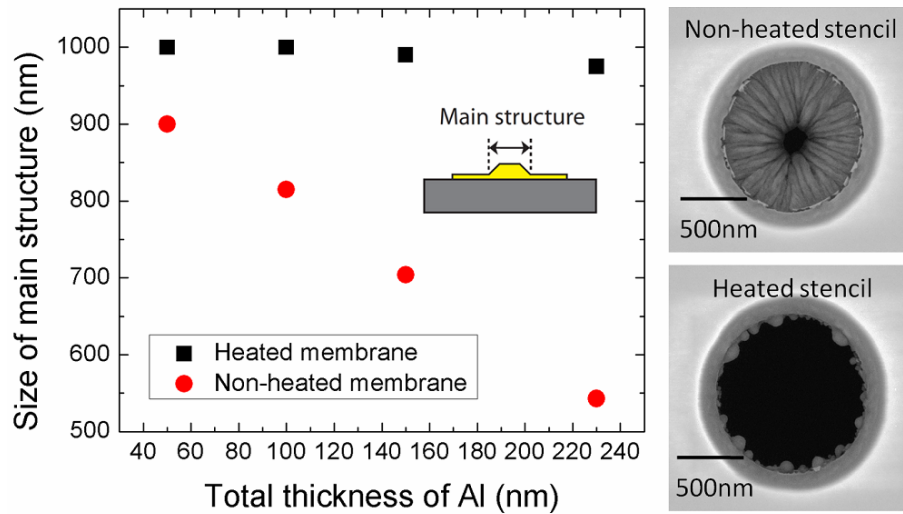 Size of main structure (nm)
1000
900
800
700
600
550
500
40 60 80 100 120 140 160 180 200 220 240
Total thickness of Al (nm)
Main structure
Heated membrane
Non-heated membrane
Non-heated stencil
500nm
Heated stencil
500nm